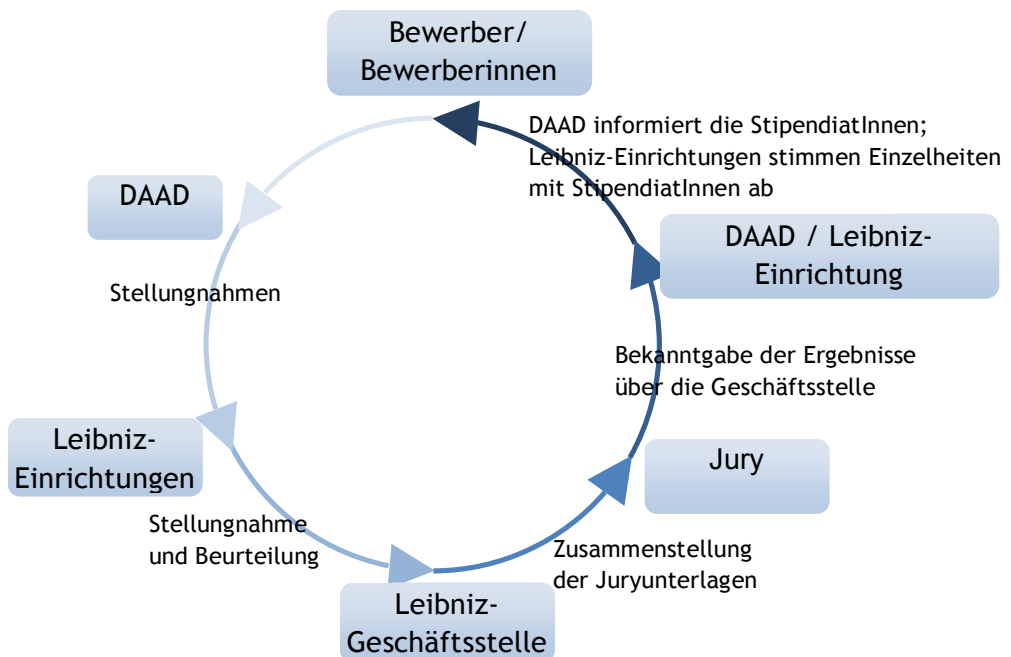 Bewerber/
Bewerberinnen
DAAD informiert die StipendiatInnen;
Leibniz-Einrichtungen stimmen Einzelheiten
mit StipendiatInnen ab
DAAD
DAAD / Leibniz-
Einrichtung
Stellungnahmen
Bekanntgabe der Ergebnisse
über die Geschäftsstelle
Leibniz-
Einrichtungen
Jury
Stellungnahme
und Beurteilung
Zusammenstellung
der Juryunterlagen
Leibniz-
Geschäftsstelle